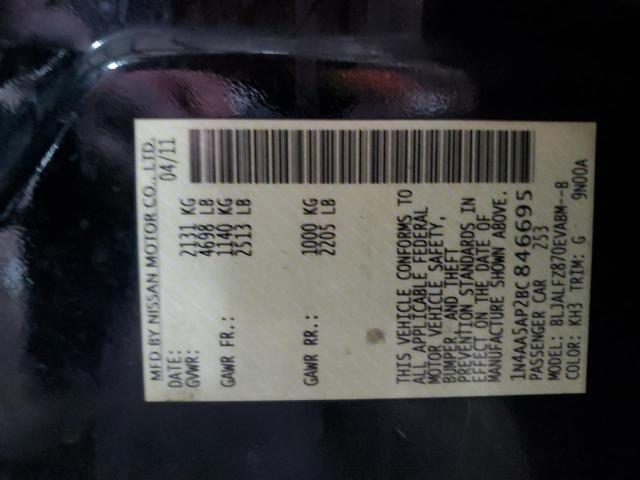 MFD BY NISSAN MOTOR CO., LTD.
DATE: 04/11
GVWR: 2131 KG
4698 LB
GAWR FR.: 1140 KG
2513 LB
GAWR RR.: 1000 KG
2205 LB
THIS VEHICLE CONFORMS TO
ALL APPLICABLE FEDERAL
MOTOR VEHICLE SAFETY,
BUMPER, AND THEFT
PREVENTION STANDARDS IN
EFFECT ON THE DATE OF
MANUFACTURE SHOWN ABOVE.
1N4AA5AP2BC846695
PASSENGER CAR 253
MODEL: BLJALFZ870EVABM--B
COLOR: KH3 TRIM: G 9N00A